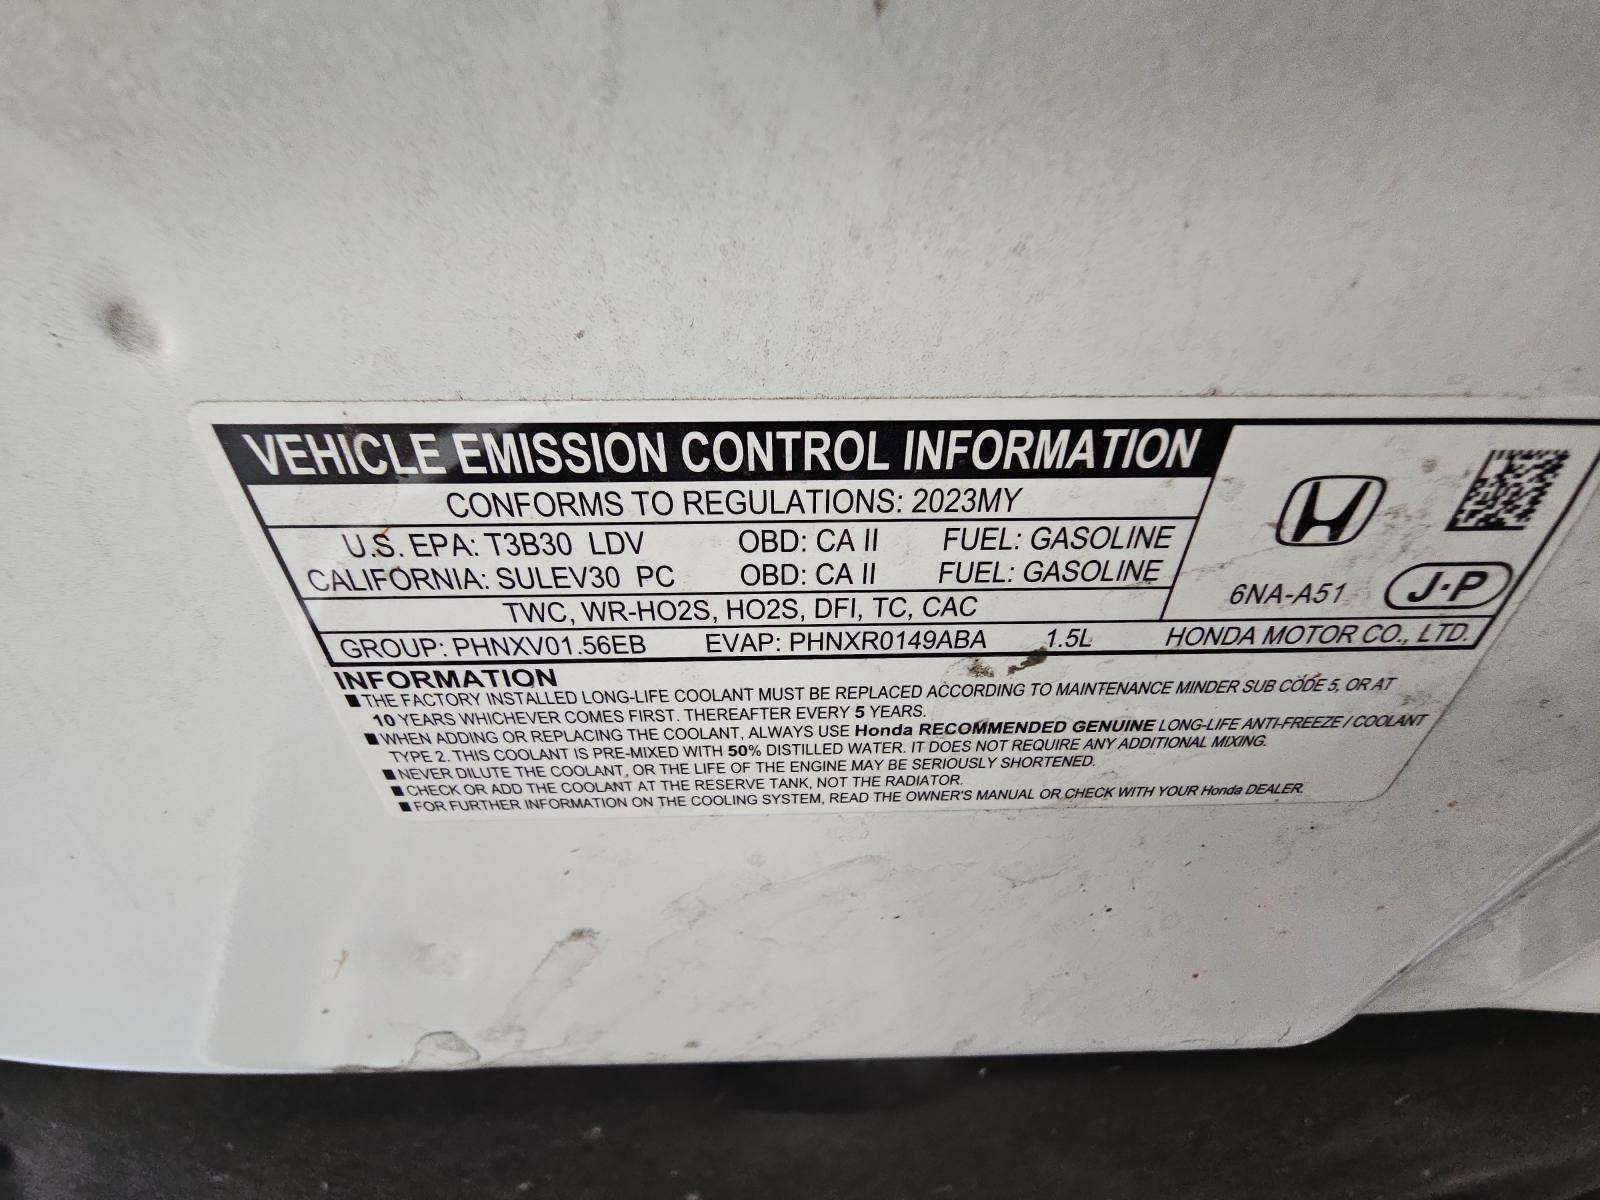 VEHICLE EMISSION CONTROL INFORMATION
CONFORMS TO REGULATIONS: 2023MY
U.S. EPA: T3B30 LDV OBD: CA II FUEL: GASOLINE
CALIFORNIA: SULEV30 PC OBD: CA II FUEL: GASOLINE
TWC, WR-HO2S, HO2S, DFI, TC, CAC
6NA-A51 J·P
GROUP: PHNXV01.56EB EVAP: PHNXR0149ABA 1.5L HONDA MOTOR CO., LTD.
INFORMATION
■ THE FACTORY INSTALLED LONG-LIFE COOLANT MUST BE REPLACED ACCORDING TO MAINTENANCE MINDER SUB CODE 5, OR AT
10 YEARS WHICHEVER COMES FIRST. THEREAFTER EVERY 5 YEARS.
■ WHEN ADDING OR REPLACING THE COOLANT, ALWAYS USE Honda RECOMMENDED GENUINE LONG-LIFE ANTI-FREEZE / COOLANT
TYPE 2. THIS COOLANT IS PRE-MIXED WITH 50% DISTILLED WATER. IT DOES NOT REQUIRE ANY ADDITIONAL MIXING.
■ NEVER DILUTE THE COOLANT, OR THE LIFE OF THE ENGINE MAY BE SERIOUSLY SHORTENED.
■ CHECK OR ADD THE COOLANT AT THE RESERVE TANK, NOT THE RADIATOR.
■ FOR FURTHER INFORMATION ON THE COOLING SYSTEM, READ THE OWNER'S MANUAL OR CHECK WITH YOUR Honda DEALER.